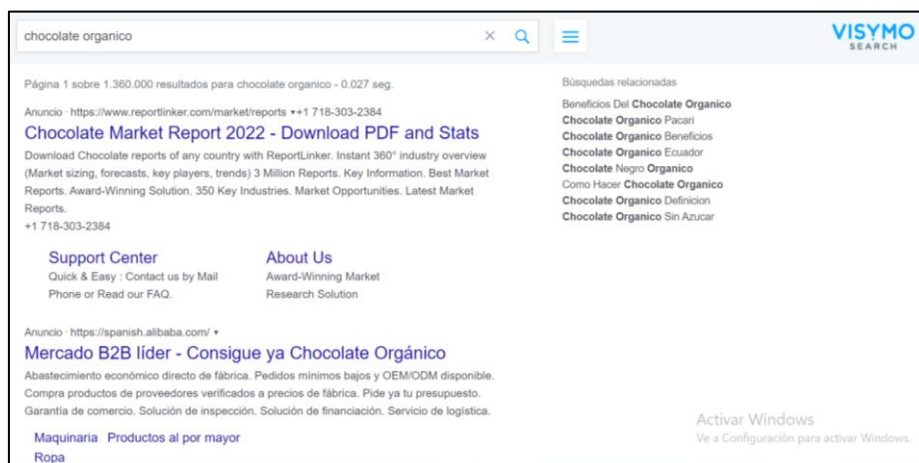 chocolate organico
VISYMO
SEARCH
Página 1 sobre 1.360.000 resultados para chocolate organico - 0.027 seg.
Anuncio · https://www.reportlinker.com/market/reports ▾+1 718-303-2384
Chocolate Market Report 2022 - Download PDF and Stats
Download Chocolate reports of any country with ReportLinker. Instant 360° industry overview
(Market sizing, forecasts, key players, trends) 3 Million Reports. Key Information. Best Market
Reports. Award-Winning Solution. 350 Key Industries. Market Opportunities. Latest Market
Reports.
+1 718-303-2384
Support Center
Quick & Easy : Contact us by Mail
Phone or Read our FAQ.
About Us
Award-Winning Market
Research Solution
Anuncio · https://spanish.alibaba.com/ ▾
Mercado B2B líder - Consigue ya Chocolate Orgánico
Abastecimiento económico directo de fábrica. Pedidos mínimos bajos y OEM/ODM disponible.
Compra productos de proveedores verificados a precios de fábrica. Pide ya tu presupuesto.
Garantía de comercio. Solución de inspección. Solución de financiación. Servicio de logística.
Maquinaria Productos al por mayor
Ropa
Búsquedas relacionadas
Beneficios Del Chocolate Organico
Chocolate Organico Pacari
Chocolate Organico Beneficios
Chocolate Organico Ecuador
Chocolate Negro Organico
Como Hacer Chocolate Organico
Chocolate Organico Definicion
Chocolate Organico Sin Azucar
Activar Windows
Ve a Configuración para activar Windows.